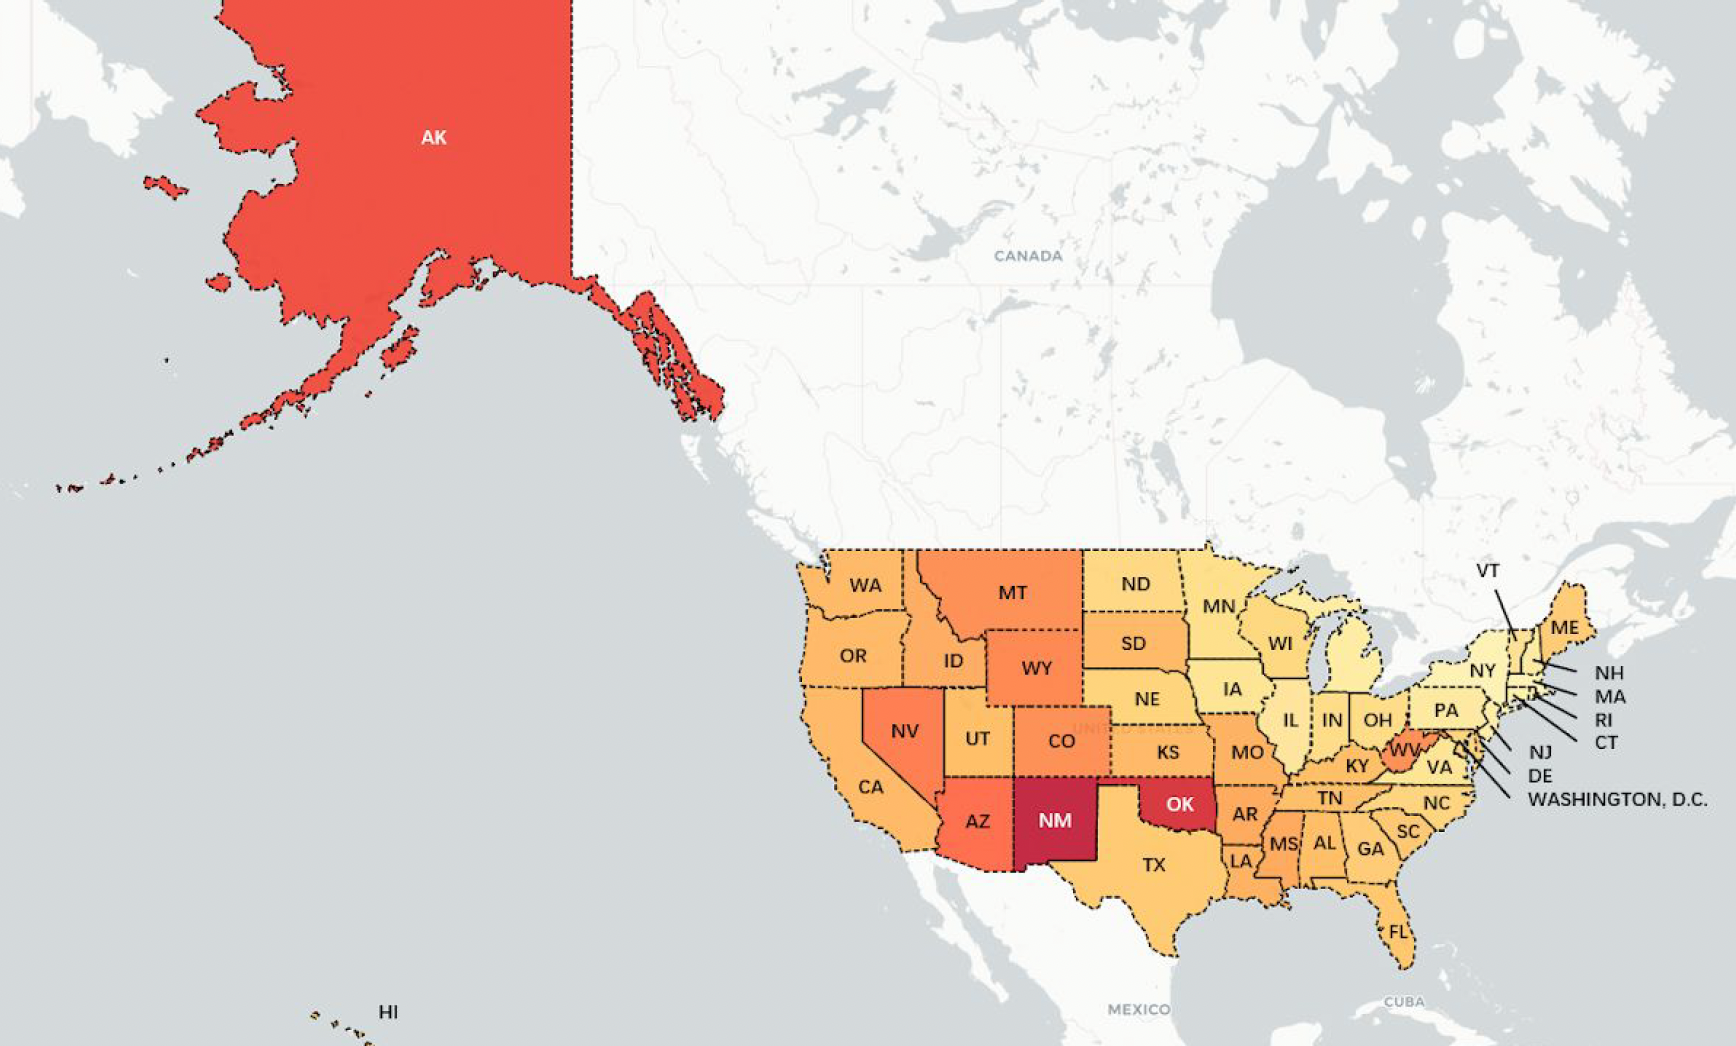 AK
CANADA
VT
WA
MT
ND
MN
ME
OR
ID
WY
SD
WI
NY
NH
MA
RI
CT
NV
UT
CO
NE
IA
IL
IN
OH
PA
NJ
DE
WASHINGTON, D.C.
UNITED STATES
CA
KS
MO
KY
WV
VA
AZ
NM
OK
AR
TN
NC
TX
LA
MS
AL
GA
SC
FL
HI
MEXICO
CUBA